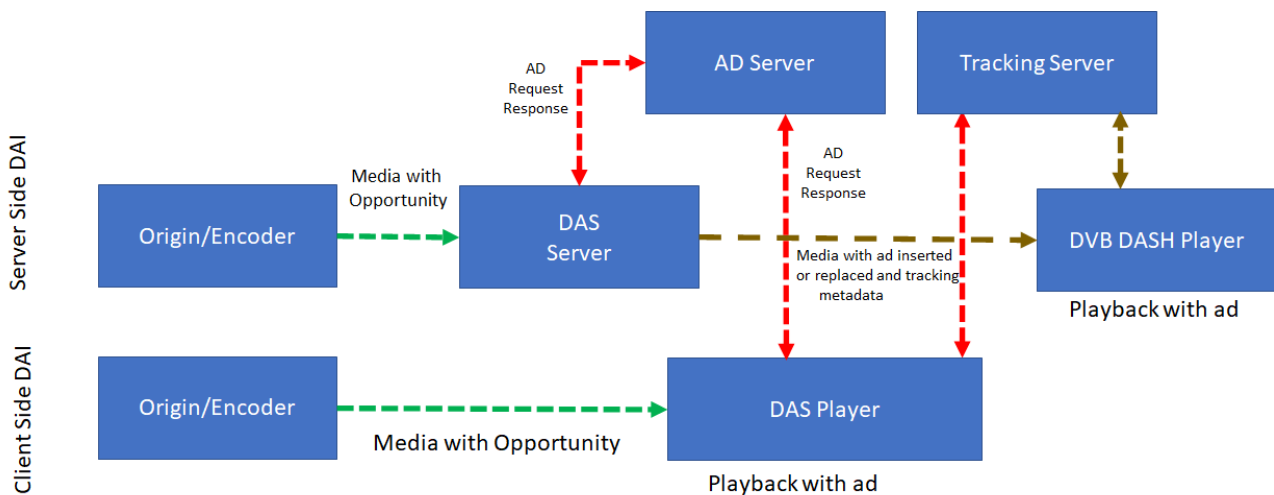 Server Side DAI
Client Side DAI
AD Server
Tracking Server
AD
Request
Response
AD
Request
Response
Media with
Opportunity
Origin/Encoder
DAS
Server
DVB DASH Player
Media with ad inserted
or replaced and tracking
metadata
Playback with ad
Origin/Encoder
DAS Player
Media with Opportunity
Playback with ad